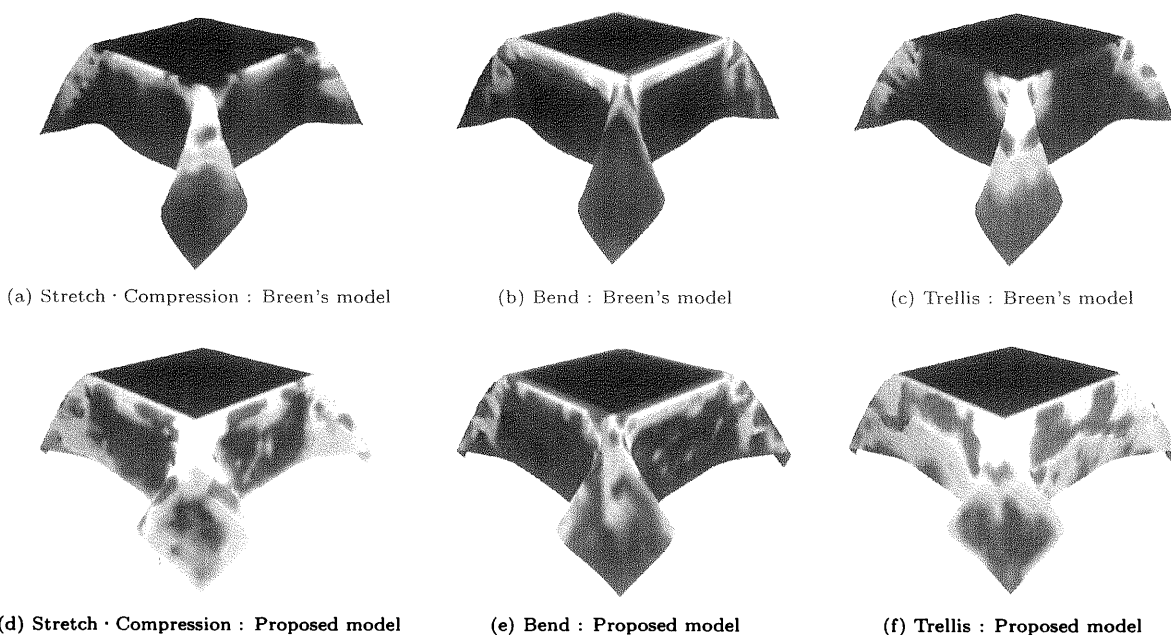 (a) Stretch · Compression : Breen's model
(b) Bend : Breen's model
(c) Trellis : Breen's model
(d) Stretch · Compression : Proposed model
(e) Bend : Proposed model
(f) Trellis : Proposed model